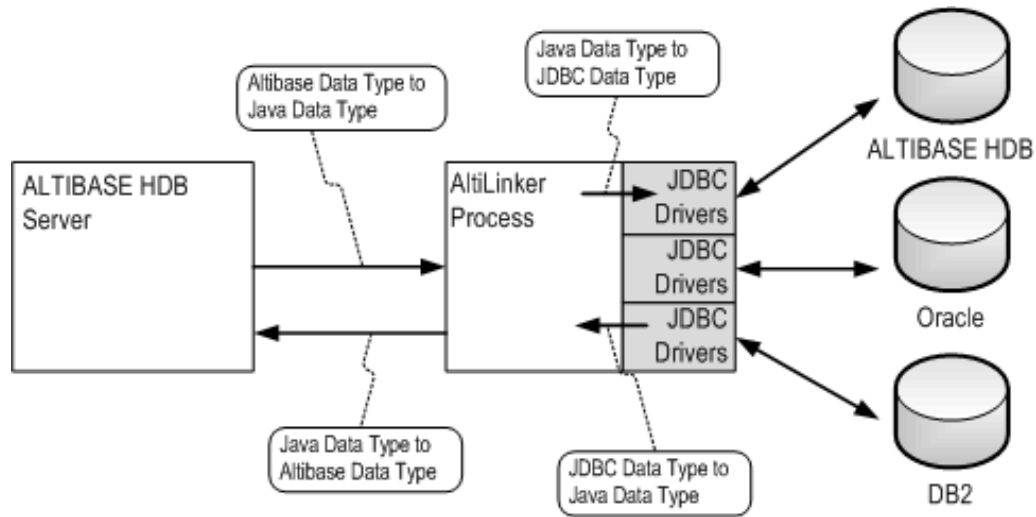 Java Data Type to
JDBC Data Type
Altibase Data Type to
Java Data Type
ALTIBASE HDB
ALTIBASE HDB
Server
AltiLinker
Process
JDBC
Drivers
JDBC
Drivers
JDBC
Drivers
Oracle
Java Data Type to
Altibase Data Type
JDBC Data Type to
Java Data Type
DB2